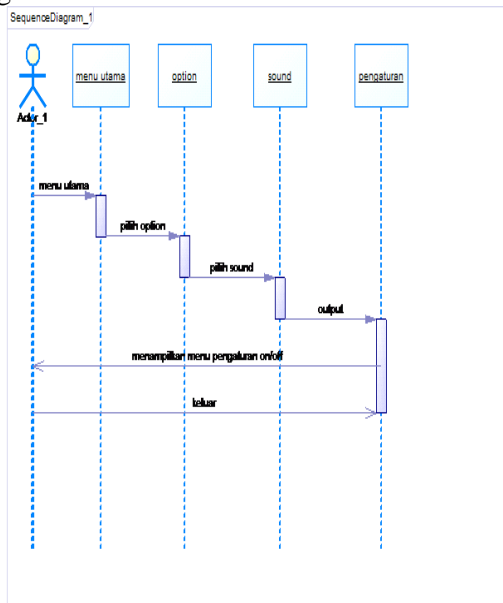 SequenceDiagram_1
menu utama
option
sound
pengaturan
Actor_1
menu utama
pilih option
pilih sound
output
menampilkan menu pengaturan on/off
keluar